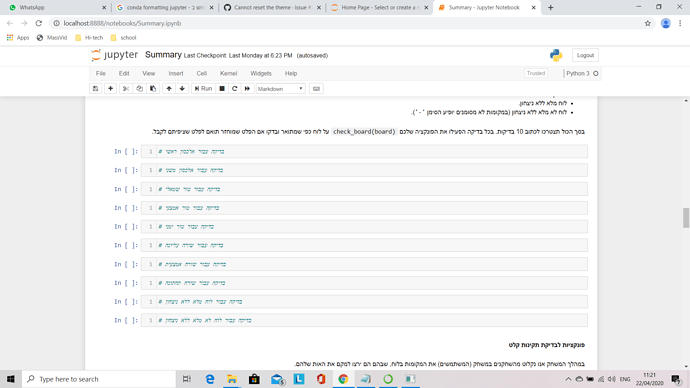 WhatsApp
conda formatting jupyter - חיפוש ב
Cannot reset the theme · Issue #
Home Page - Select or create a n
Summary - Jupyter Notebook
localhost:8888/notebooks/Summary.ipynb
Apps MassVid Hi-tech school
jupyter Summary Last Checkpoint: Last Monday at 6:23 PM (autosaved)
Logout
File Edit View Insert Cell Kernel Widgets Help
Trusted Python 3
Run Markdown
לוח מלא ללא ניצחון.
לוח לא מלא ללא ניצחון (במקומות לא מסומנים יופיע הסימן '-').
בסך הכול תצטרכו לכתוב 10 בדיקות. בכל בדיקה הפעילו את הפונקציה שלכם check_board(board) על לוח כפי שמתואר ובדקו אם הפלט שמוחזר תואם לפלט שציפיתם לקבל.
In [ ]: 1 # בדיקה עבור אלכסון ראשי
In [ ]: 1 # בדיקה עבור אלכסון משני
In [ ]: 1 # בדיקה עבור טור שמאלי
In [ ]: 1 # בדיקה עבור טור אמצעי
In [ ]: 1 # בדיקה עבור טור ימני
In [ ]: 1 # בדיקה עבור שורה עליונה
In [ ]: 1 # בדיקה עבור שורה אמצעית
In [ ]: 1 # בדיקה עבור שורה תחתונה
In [ ]: 1 # בדיקה עבור לוח מלא ללא ניצחון
In [ ]: 1 # בדיקה עבור לוח לא מלא ללא ניצחון
פונקציות לבדיקת תקינות קלט
במהלך המשחק אנו נקלוט מהשחקנים במשחק (המשתמשים) את המקומות בלוח, שבהם הם ירצו למקם את האות שלהם.
Type here to search
ENG
11:21
22/04/2020